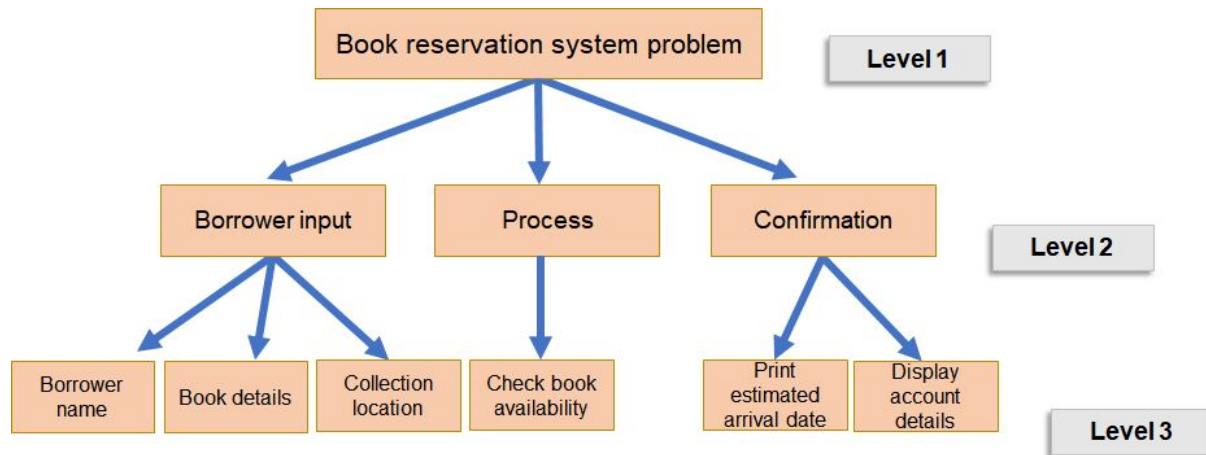 Book reservation system problem
Level 1
Borrower input
Process
Confirmation
Level 2
Borrower
name
Book details
Collection
location
Check book
availability
Print
estimated
arrival date
Display
account
details
Level 3